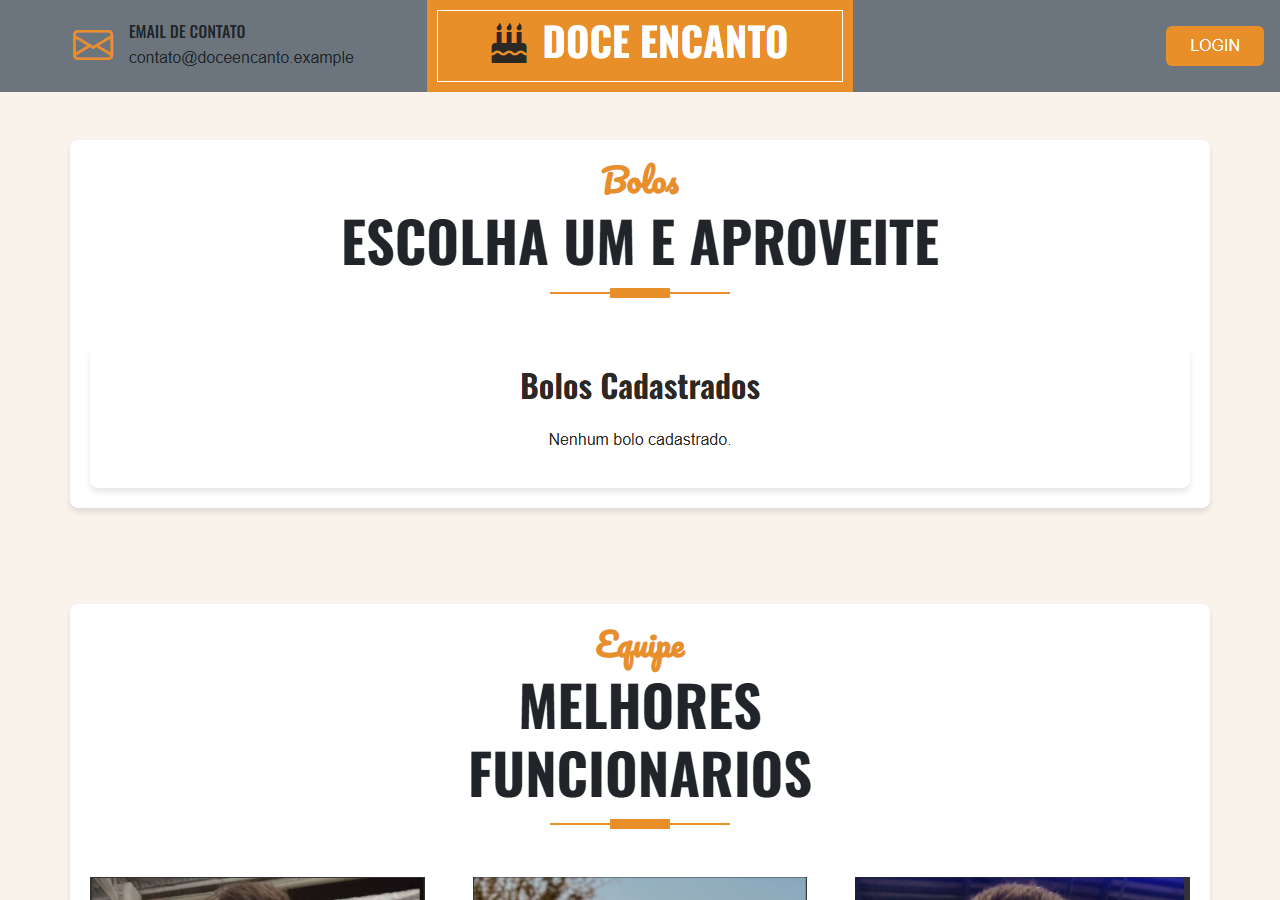 EMAIL DE CONTATO
contato@doceencanto.example
DOCE ENCANTO
LOGIN
Bolos
ESCOLHA UM E APROVEITE
Bolos Cadastrados
Nenhum bolo cadastrado.
Equipe
MELHORES
FUNCIONARIOS